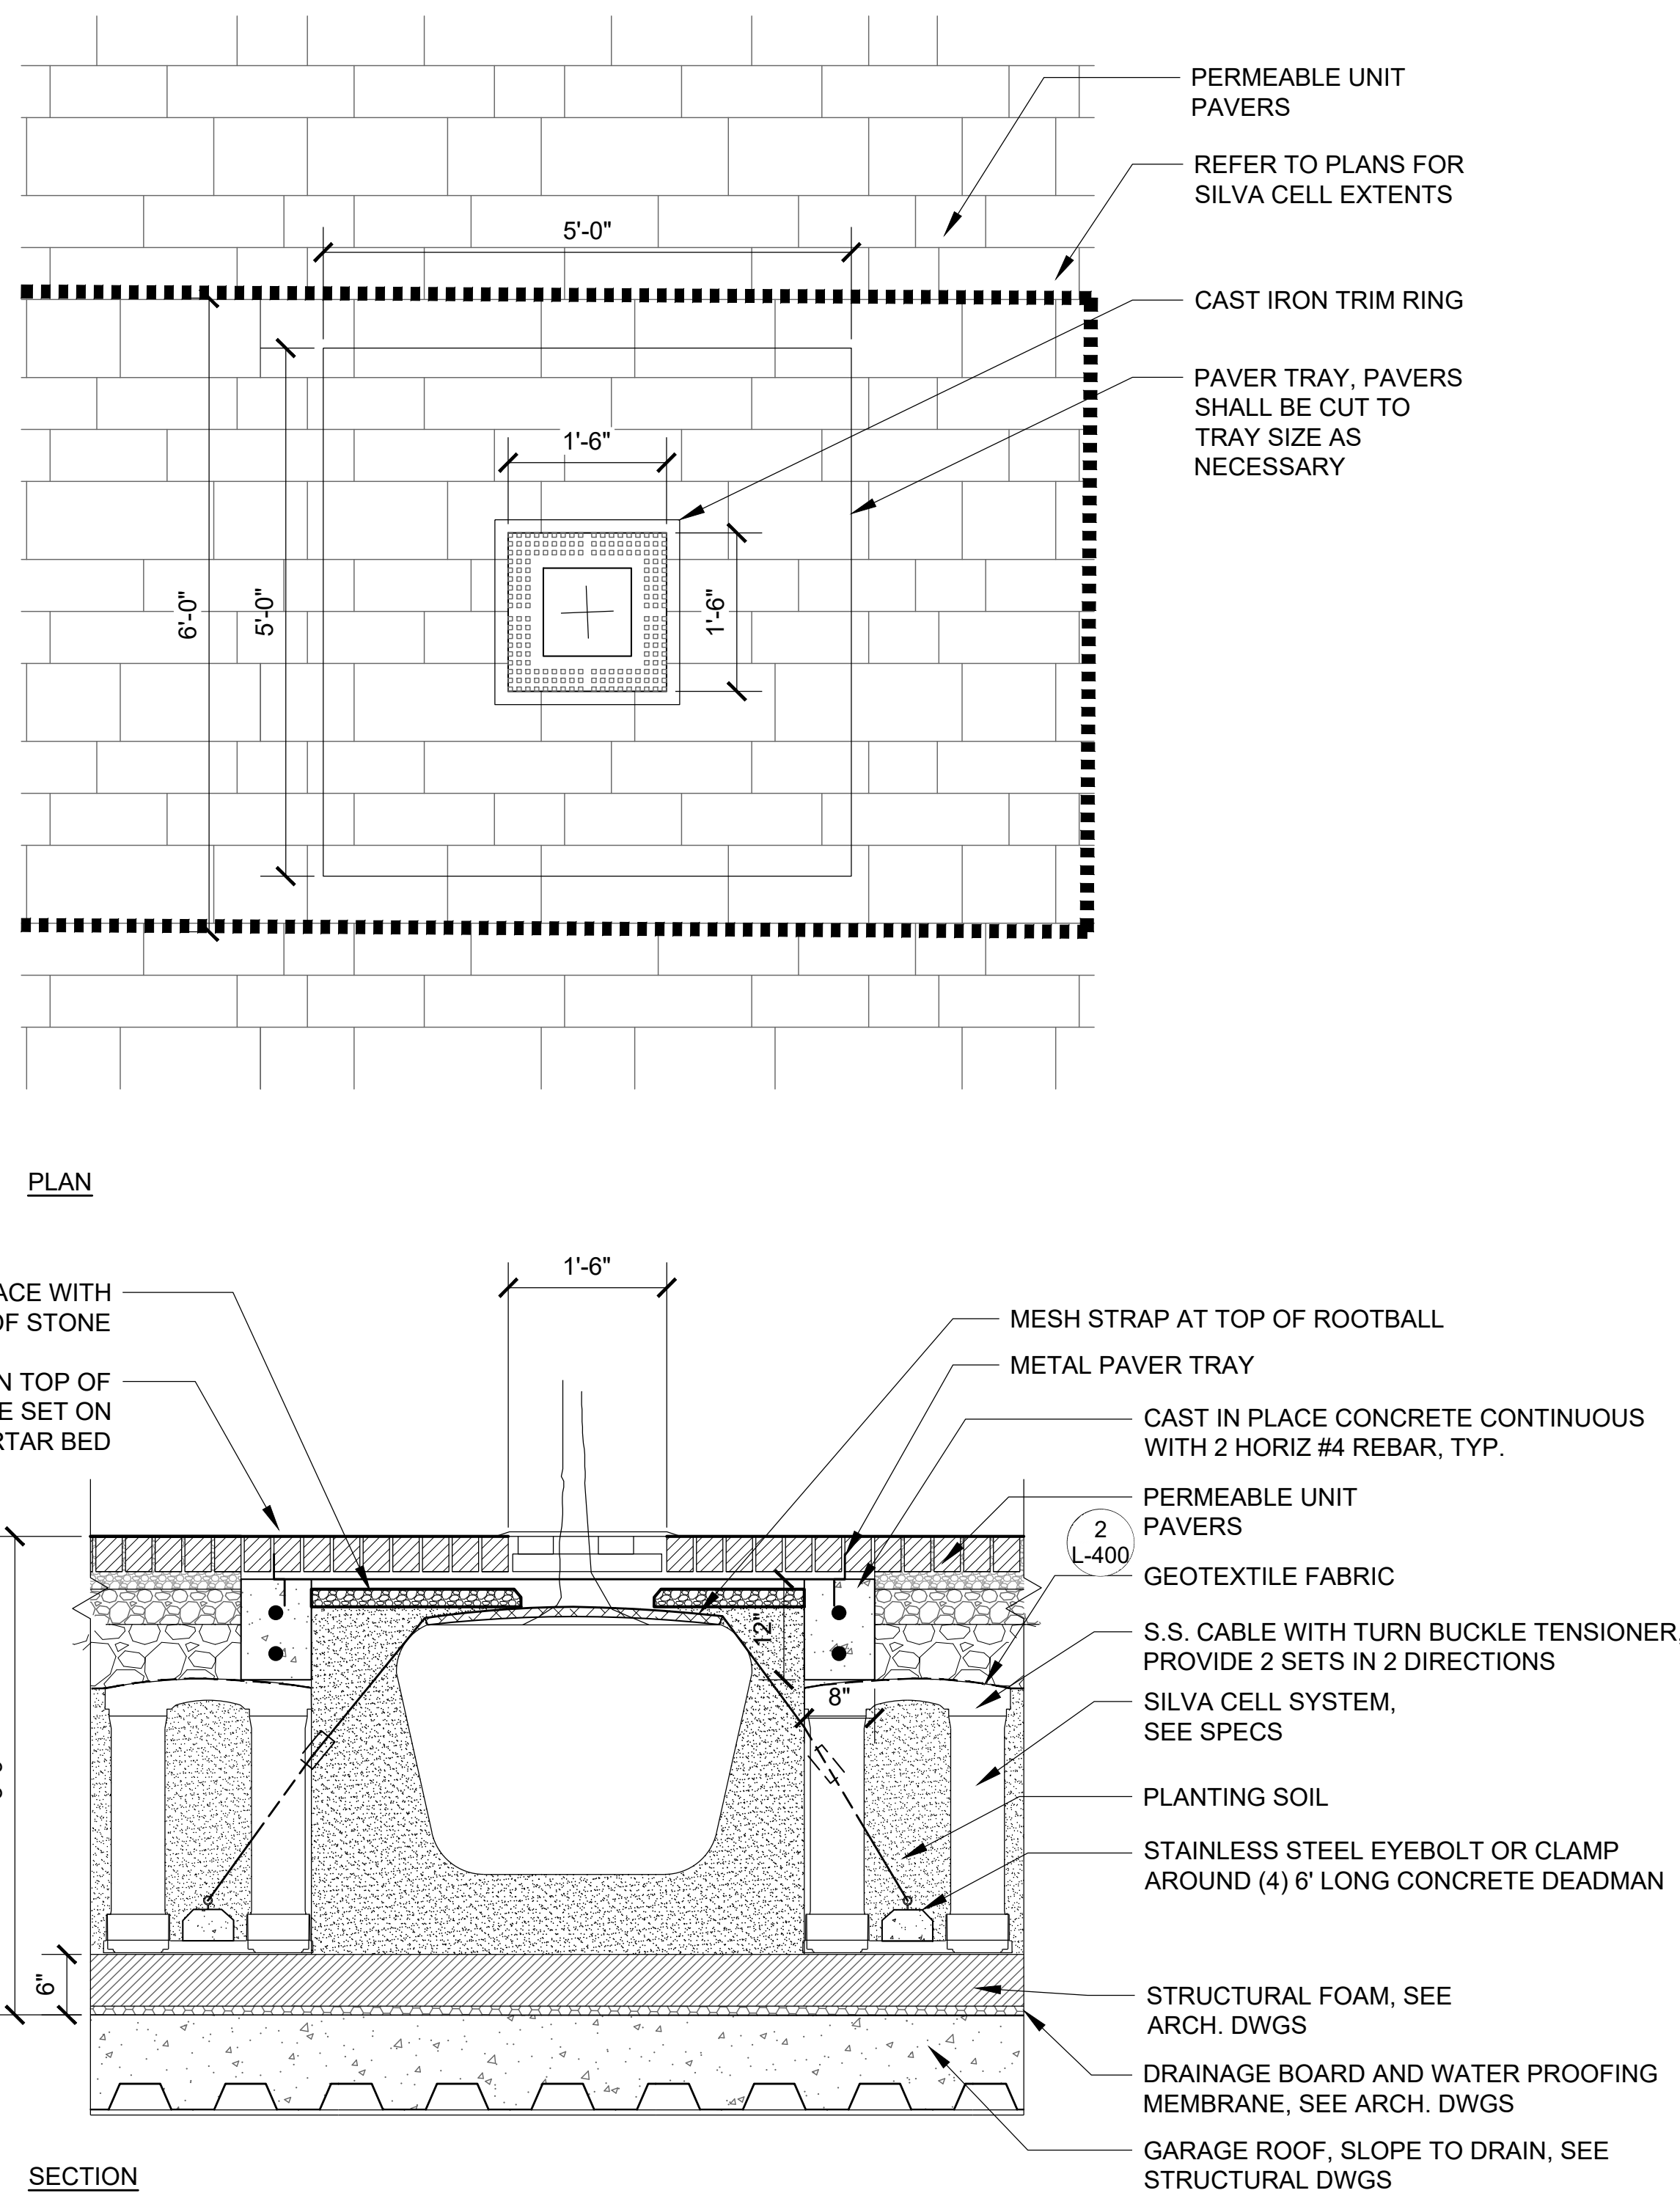 PERMEABLE UNIT
PAVERS
REFER TO PLANS FOR
SILVA CELL EXTENTS
5'-0"
CAST IRON TRIM RING
PAVER TRAY, PAVERS
SHALL BE CUT TO
TRAY SIZE AS
NECESSARY
1'-6"
6'-0"
5'-0"
1'-6"
PLAN
1'-6"
ACE WITH
OF STONE
N TOP OF
E SET ON
RTAR BED
MESH STRAP AT TOP OF ROOTBALL
METAL PAVER TRAY
CAST IN PLACE CONCRETE CONTINUOUS
WITH 2 HORIZ #4 REBAR, TYP.
PERMEABLE UNIT
PAVERS
2
L-400
GEOTEXTILE FABRIC
12"
S.S. CABLE WITH TURN BUCKLE TENSIONER,
PROVIDE 2 SETS IN 2 DIRECTIONS
8"
SILVA CELL SYSTEM,
SEE SPECS
PLANTING SOIL
STAINLESS STEEL EYEBOLT OR CLAMP
AROUND (4) 6' LONG CONCRETE DEADMAN
6"
STRUCTURAL FOAM, SEE
ARCH. DWGS
DRAINAGE BOARD AND WATER PROOFING
MEMBRANE, SEE ARCH. DWGS
GARAGE ROOF, SLOPE TO DRAIN, SEE
STRUCTURAL DWGS
SECTION